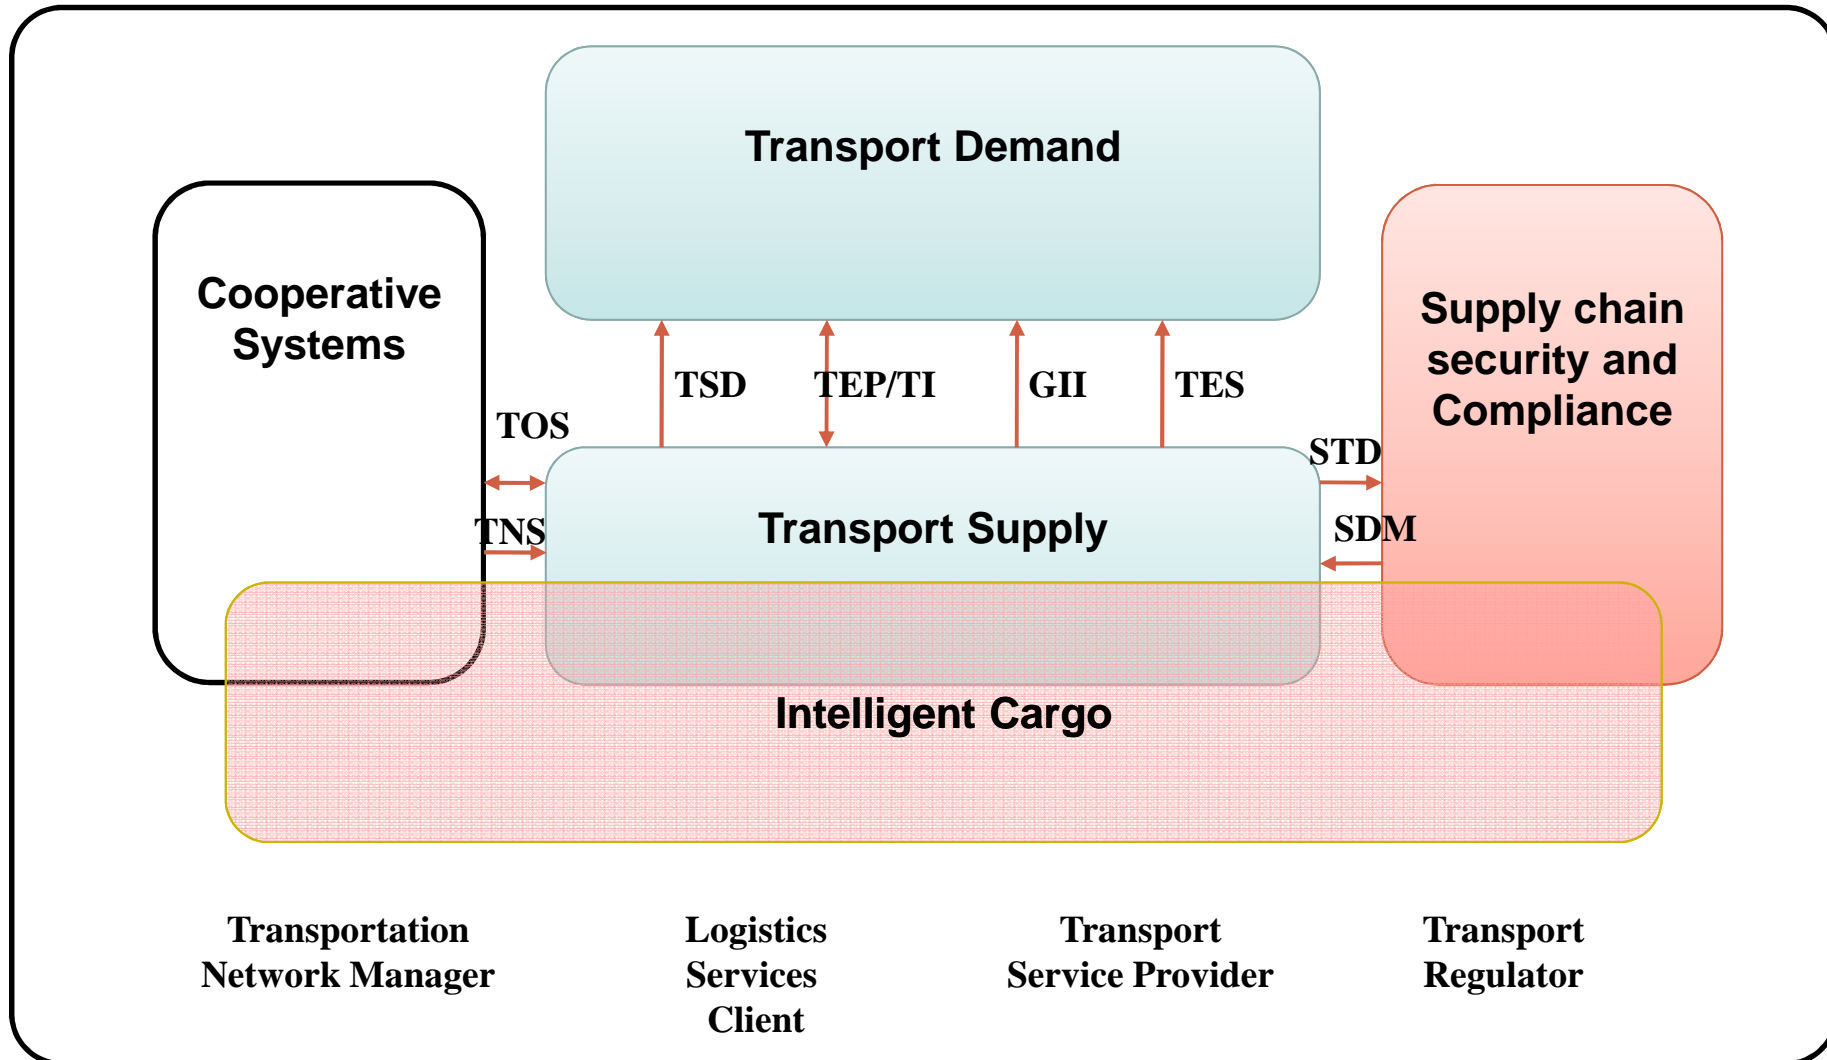 Transport Demand
Cooperative
Systems
Supply chain
security and
Compliance
TSD
TEP/TI
GII
TES
TOS
STD
TNS
Transport Supply
SDM
Intelligent Cargo
Transportation
Network Manager
Logistics
Services
Client
Transport
Service Provider
Transport
Regulator